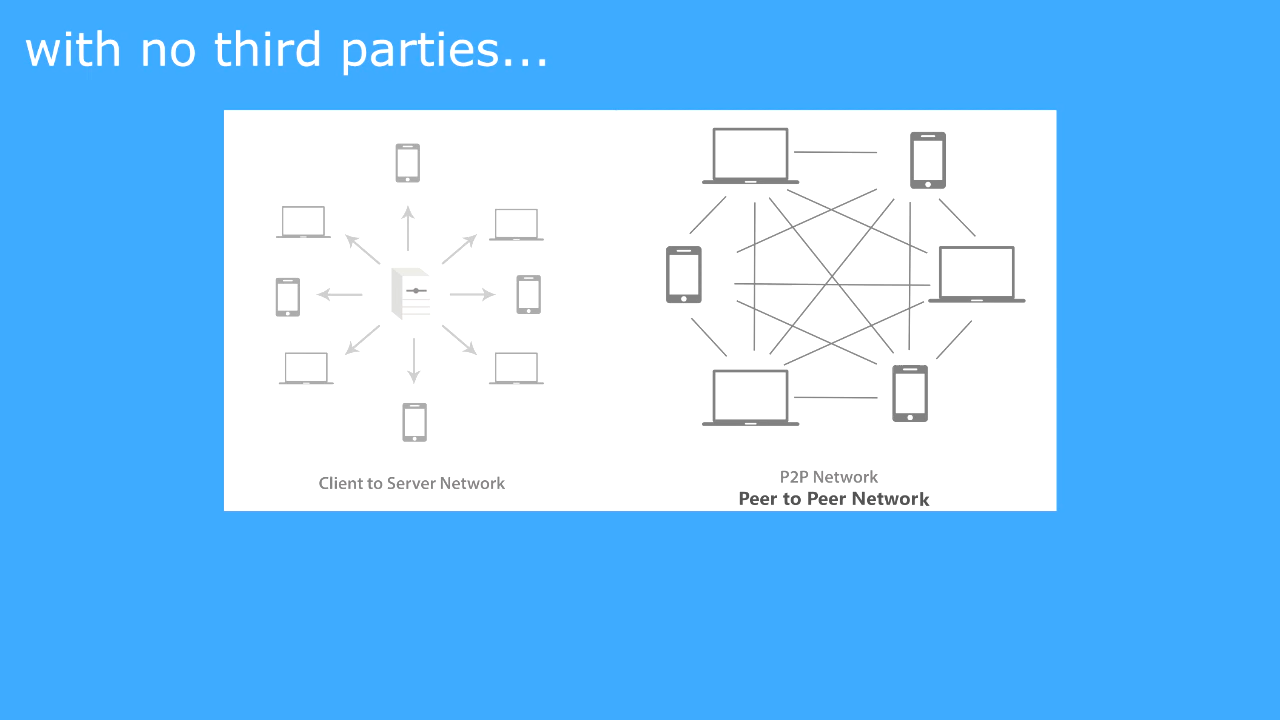 with no third parties...
Client to Server Network
P2P Network
Peer to Peer Network